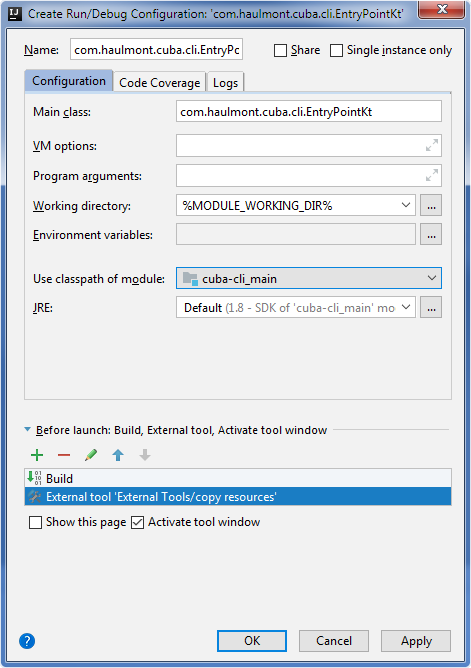 IJ Create Run/Debug Configuration: 'com.haulmont.cuba.cli.EntryPointKt'
Name: com.haulmont.cuba.cli.EntryPc Share Single instance only
Configuration Code Coverage Logs
Main class: com.haulmont.cuba.cli.EntryPointKt
VM options:
Program arguments:
Working directory: %MODULE_WORKING_DIR% ...
Environment variables: ...
Use classpath of module: cuba-cli_main
JRE: Default (1.8 - SDK of 'cuba-cli_main' mo ...
Before launch: Build, External tool, Activate tool window
Build
External tool 'External Tools/copy resources'
Show this page Activate tool window
? OK Cancel Apply